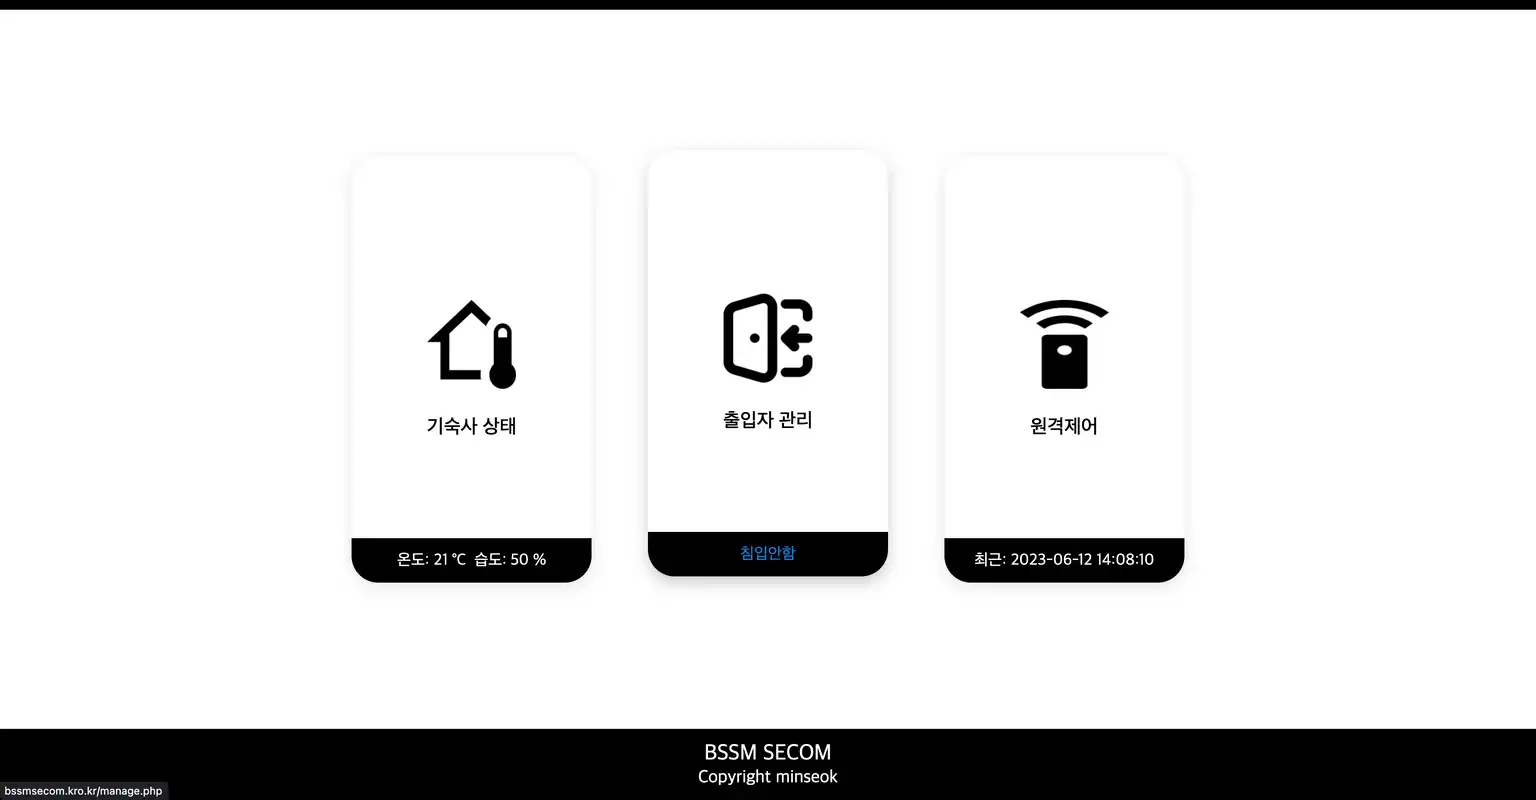 기숙사 상태
온도: 21 ℃ 습도: 50 %
출입자 관리
침입안함
원격제어
최근: 2023-06-12 14:08:10
BSSM SECOM
Copyright minseok
bssmsecom.kro.kr/manage.php